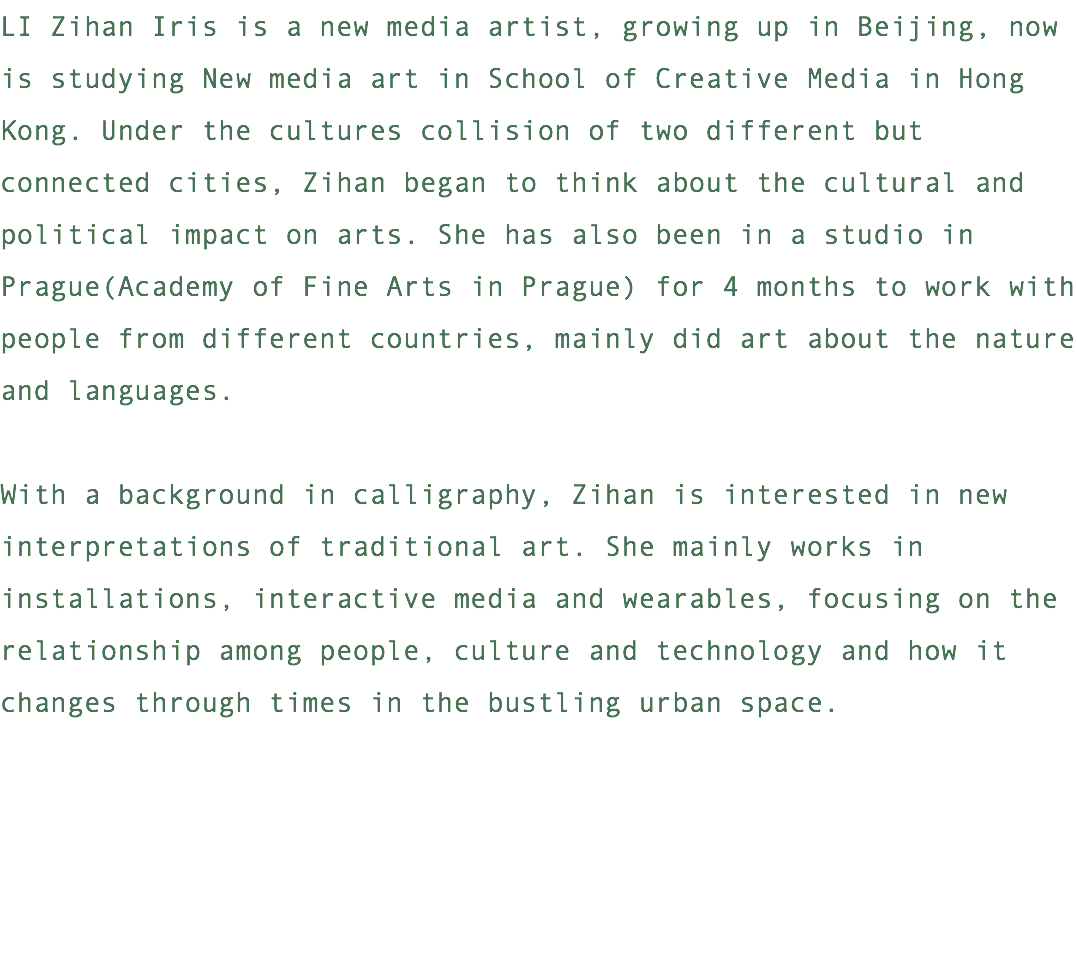 LI Zihan Iris is a new media artist, growing up in Beijing, now
is studying New media art in School of Creative Media in Hong
Kong. Under the cultures collision of two different but
connected cities, Zihan began to think about the cultural and
political impact on arts. She has also been in a studio in
Prague(Academy of Fine Arts in Prague) for 4 months to work with
people from different countries, mainly did art about the nature
and languages.
With a background in calligraphy, Zihan is interested in new
interpretations of traditional art. She mainly works in
installations, interactive media and wearables, focusing on the
relationship among people, culture and technology and how it
changes through times in the bustling urban space.